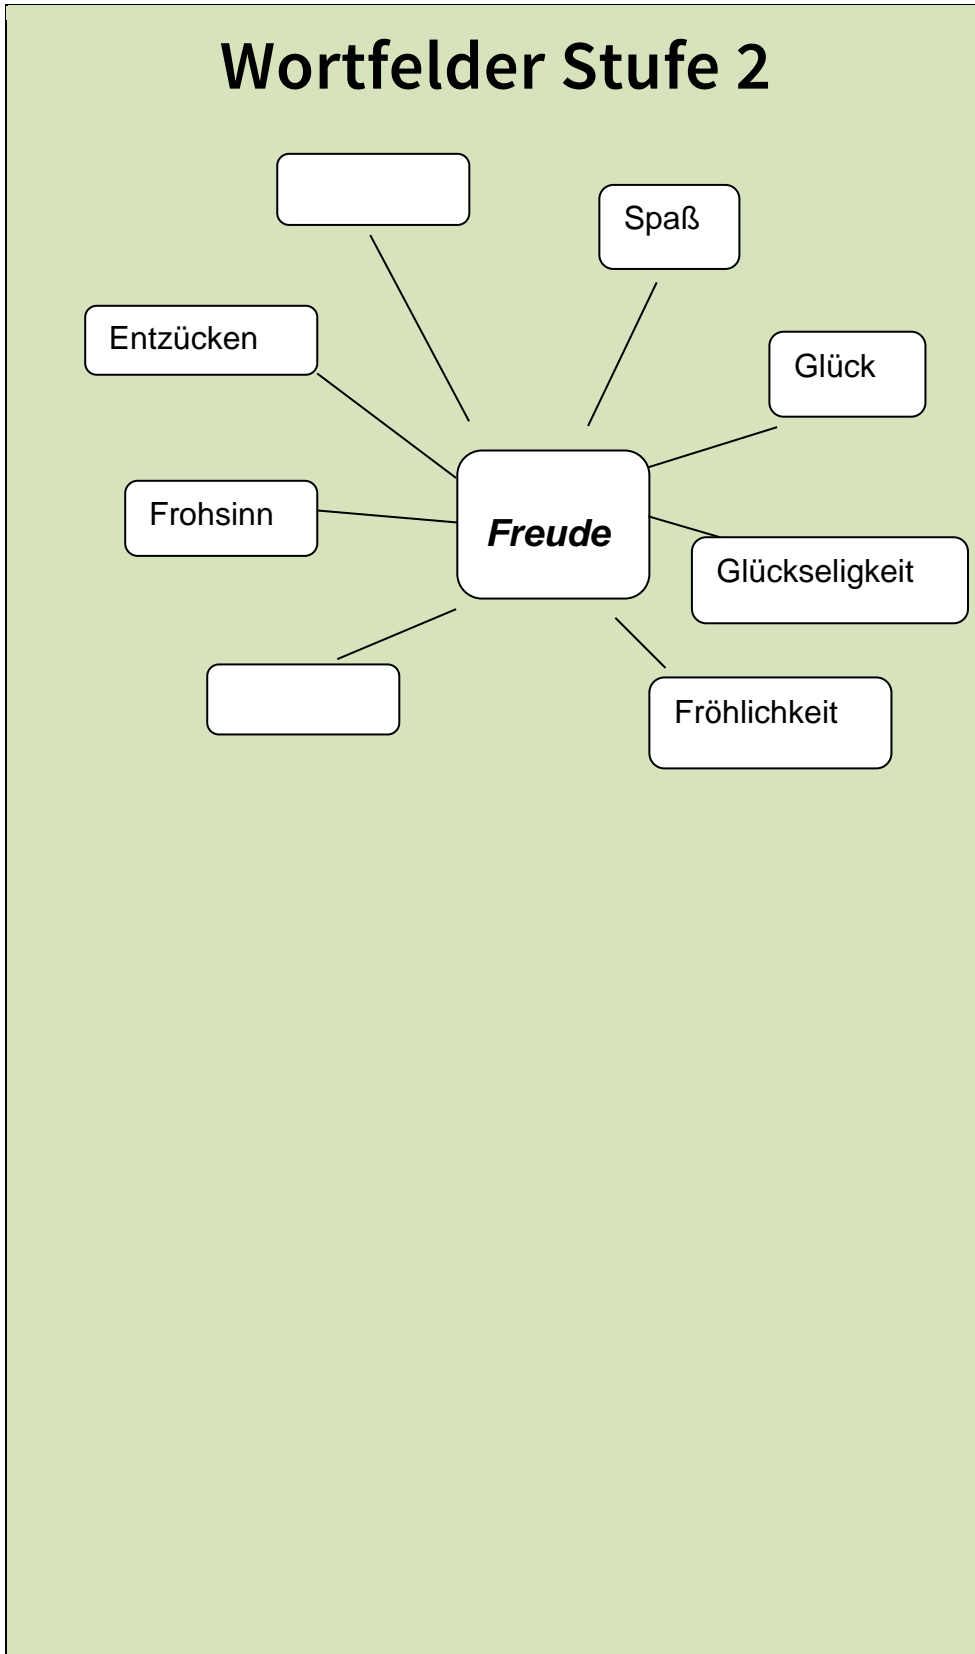 Wortfelder Stufe 2
Spaß
Entzücken
Glück
Frohsinn
Freude
Glückseligkeit
Fröhlichkeit